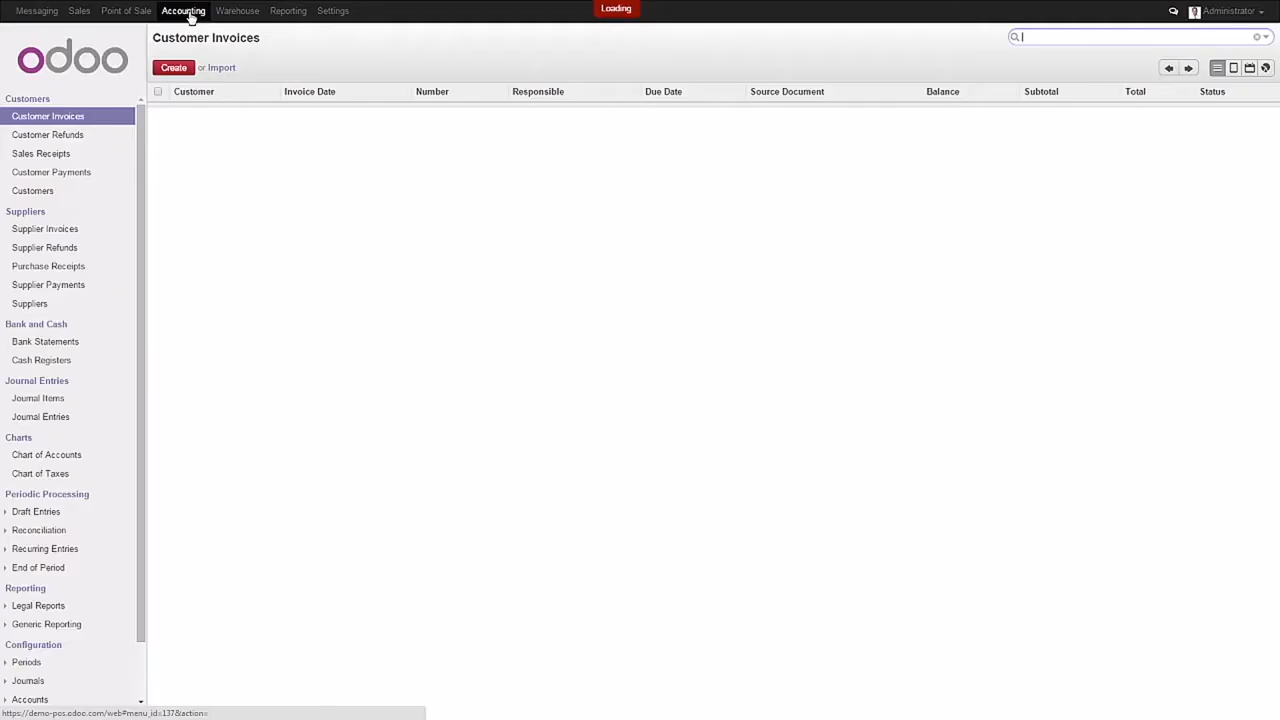 Messaging Sales Point of Sale Accounting Warehouse Reporting Settings Loading Administrator
Customer Invoices
odoo
Create or Import
Customer Invoice Date Number Responsible Due Date Source Document Balance Subtotal Total Status
Customers
Customer Invoices
Customer Refunds
Sales Receipts
Customer Payments
Customers
Suppliers
Supplier Invoices
Supplier Refunds
Purchase Receipts
Supplier Payments
Suppliers
Bank and Cash
Bank Statements
Cash Registers
Journal Entries
Journal Items
Journal Entries
Charts
Chart of Accounts
Chart of Taxes
Periodic Processing
Draft Entries
Reconciliation
Recurring Entries
End of Period
Reporting
Legal Reports
Generic Reporting
Configuration
Periods
Journals
Accounts
https://demo-pos.odoo.com/web#menu_id=137&action=